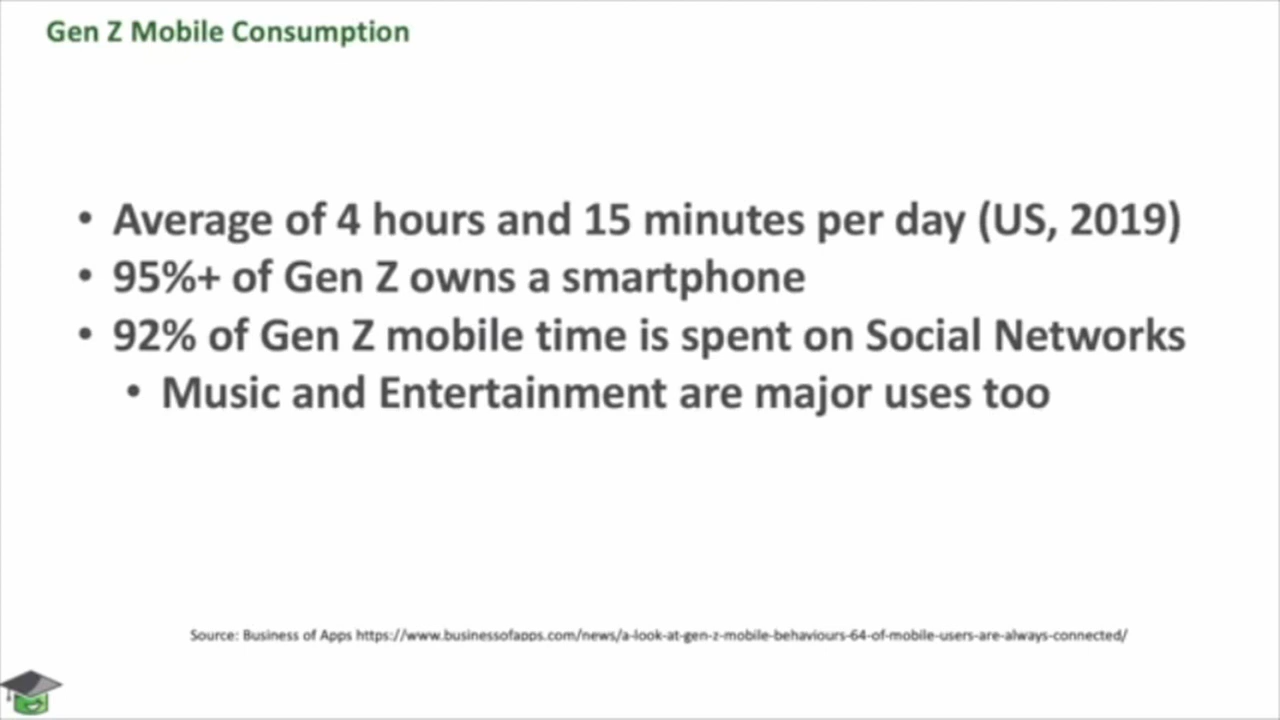 Gen Z Mobile Consumption
• Average of 4 hours and 15 minutes per day (US, 2019)
• 95%+ of Gen Z owns a smartphone
• 92% of Gen Z mobile time is spent on Social Networks
• Music and Entertainment are major uses too
Source: Business of Apps https://www.businessofapps.com/news/a-look-at-gen-z-mobile-behaviours-64-of-mobile-users-are-always-connected/